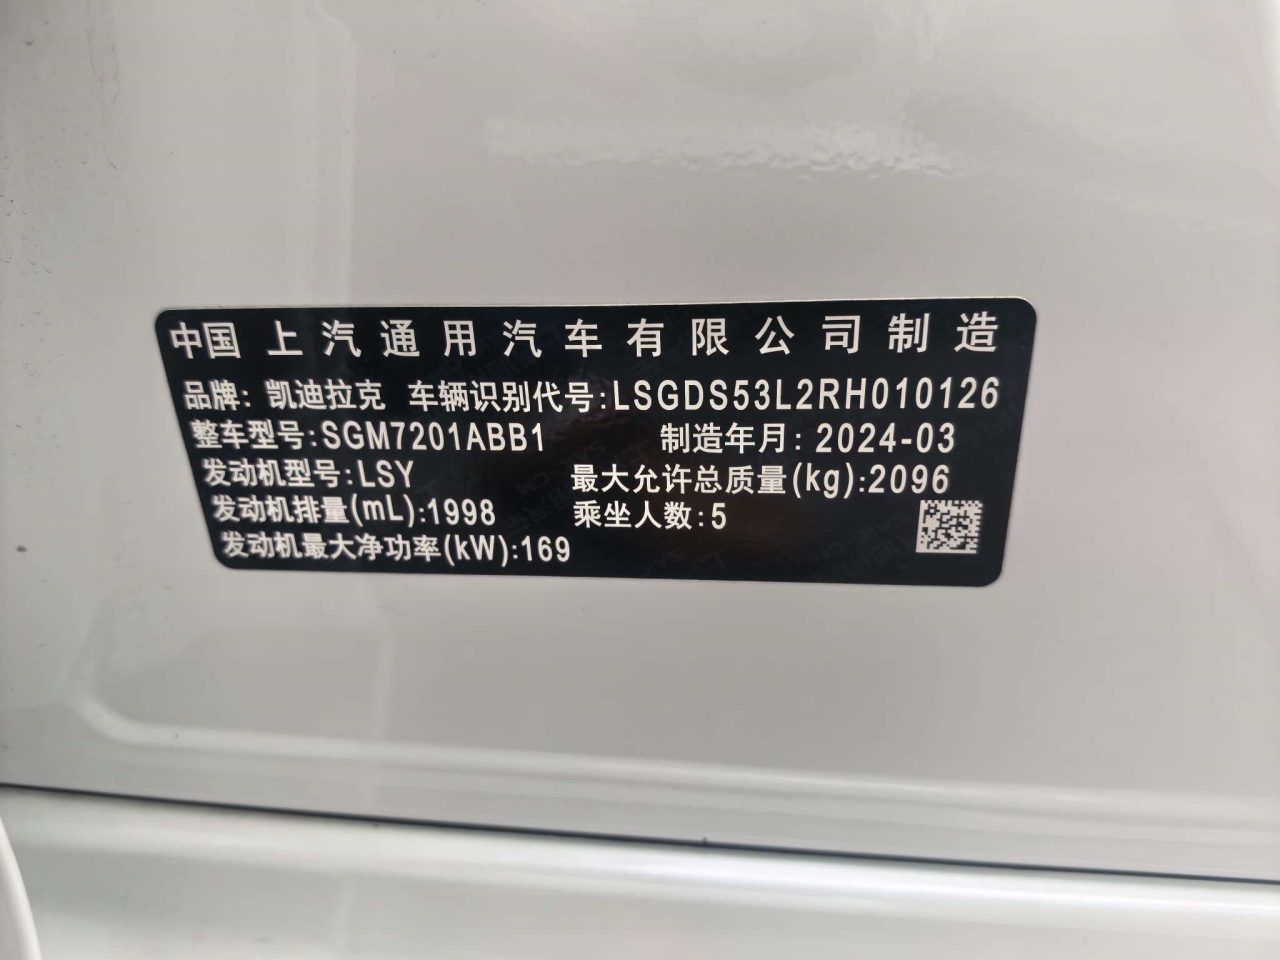 中国 上汽通用汽车有限公司制造
品牌: 凯迪拉克 车辆识别代号:LSGDS53L2RH010126
整车型号:SGM7201ABB1 制造年月: 2024-03
发动机型号:LSY 最大允许总质量(kg):2096
发动机排量(mL):1998 乘坐人数:5
发动机最大净功率(kW):169